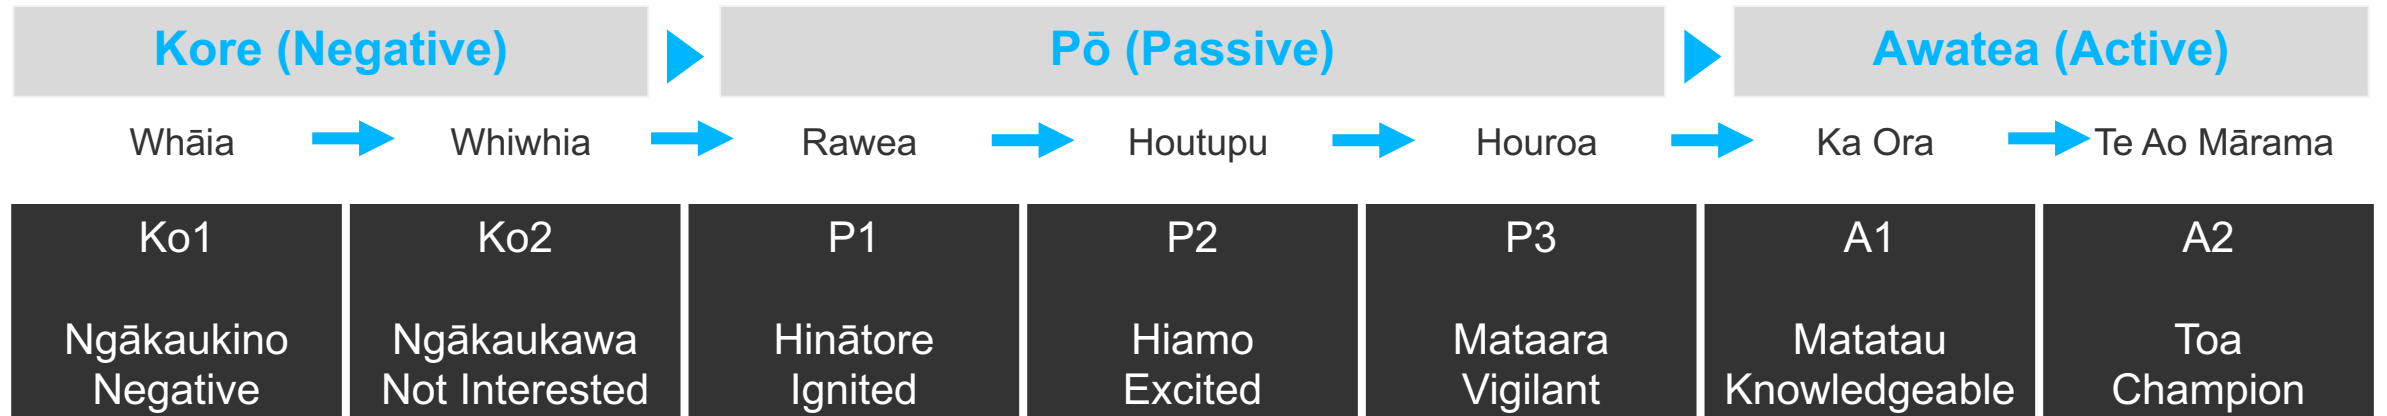 Kore (Negative)
Pō (Passive)
Awatea (Active)
Whāia
Whiwhia
Rawea
Houtupu
Houroa
Ka Ora
Te Ao Mārama
Ko1
Ngākaukino
Negative
Ko2
Ngākaukawa
Not Interested
P1
Hinātore
Ignited
P2
Hiamo
Excited
P3
Mataara
Vigilant
A1
Matatau
Knowledgeable
A2
Toa
Champion